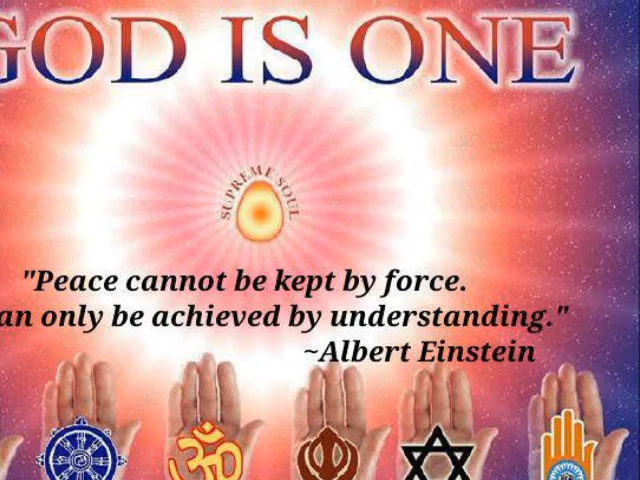 GOD IS ONE
SUPREME SOUL
"Peace cannot be kept by force.
an only be achieved by understanding."
~Albert Einstein
ॐ